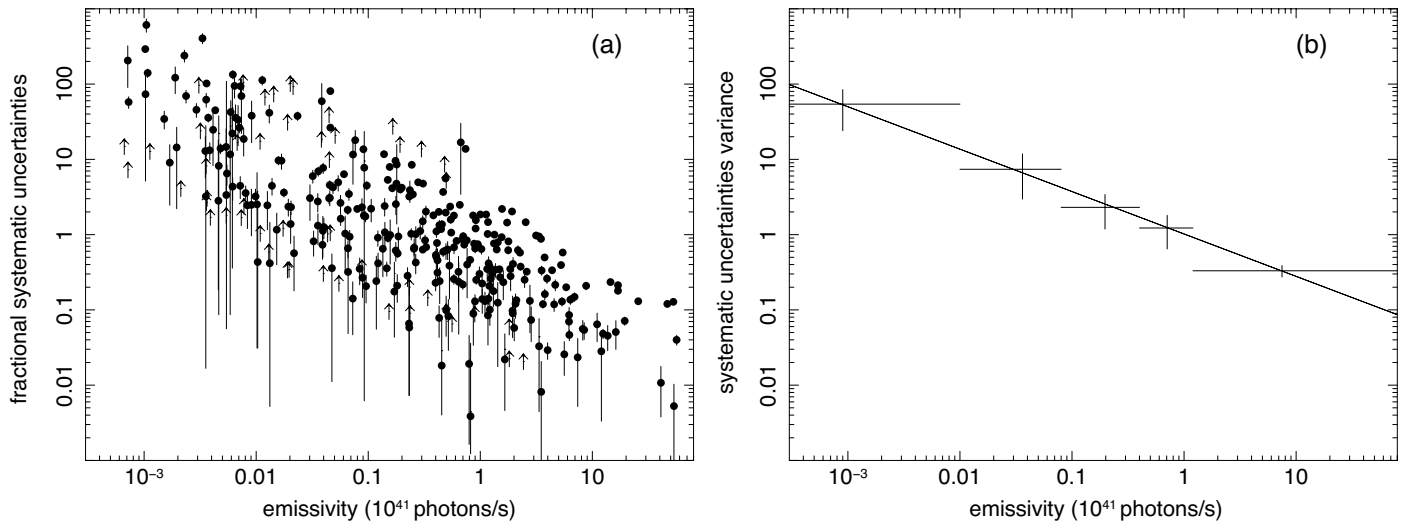 (a)
fractional systematic uncertainties
100
10
1
0.1
0.01
10⁻³ 0.01 0.1 1 10
emissivity (10⁴¹ photons/s)
(b)
systematic uncertainties variance
100
10
1
0.1
0.01
10⁻³ 0.01 0.1 1 10
emissivity (10⁴¹ photons/s)